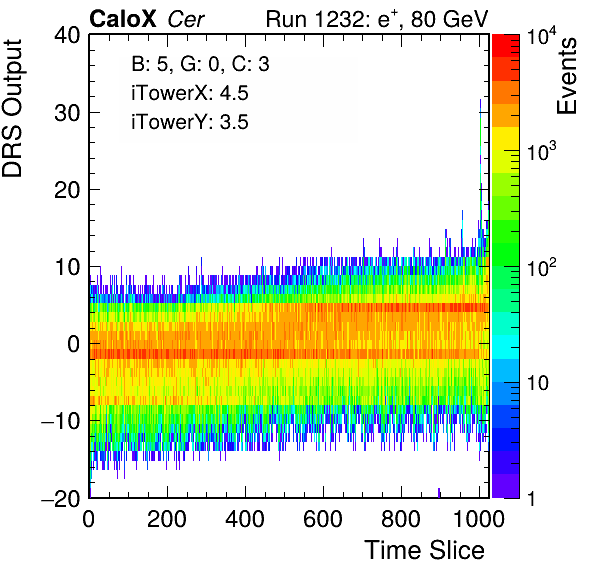 CaloX Cer Run 1232: e⁺, 80 GeV
B: 5, G: 0, C: 3
iTowerX: 4.5
iTowerY: 3.5
DRS Output
40
30
20
10
0
−10
−20
0 200 400 600 800 1000
Time Slice
Events
10⁴
10³
10²
10
1